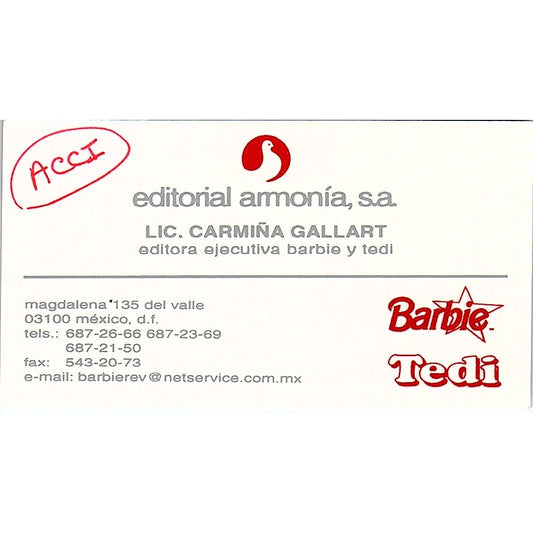 ACCI
editorial armonía, s.a.
LIC. CARMIÑA GALLART
editora ejecutiva barbie y tedi
magdalena 135 del valle
03100 méxico, d.f.
tels.: 687-26-66 687-23-69
687-21-50
fax: 543-20-73
e-mail: barbierev@netservice.com.mx
Barbie™
Tedi